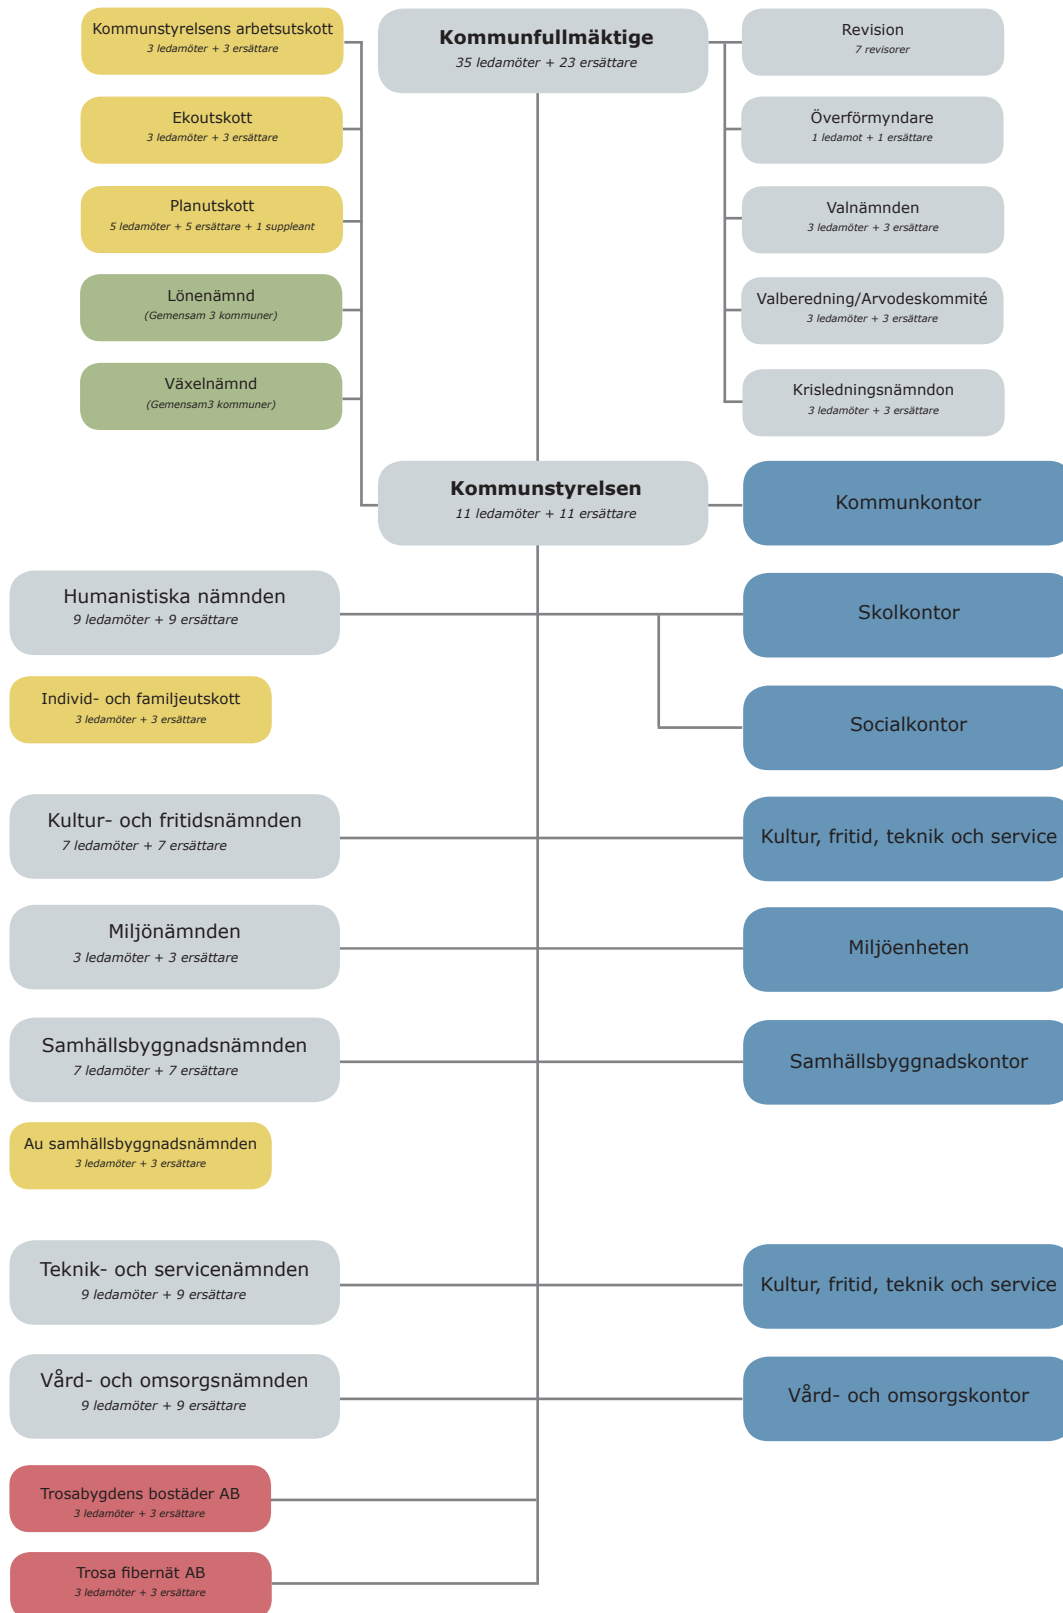 Kommunstyrelsens arbetsutskott
3 ledamöter + 3 ersättare
Kommunfullmäktige
35 ledamöter + 23 ersättare
Revision
7 revisorer
Ekoutskott
3 ledamöter + 3 ersättare
Överförmyndare
1 ledamot + 1 ersättare
Planutskott
5 ledamöter + 5 ersättare + 1 suppleant
Valnämnden
3 ledamöter + 3 ersättare
Lönenämnd
(Gemensam 3 kommuner)
Valberedning/Arvodeskommité
3 ledamöter + 3 ersättare
Växelnämnd
(Gemensam3 kommuner)
Krisledningsnämndon
3 ledamöter + 3 ersättare
Kommunstyrelsen
11 ledamöter + 11 ersättare
Kommunkontor
Humanistiska nämnden
9 ledamöter + 9 ersättare
Skolkontor
Individ- och familjeutskott
3 ledamöter + 3 ersättare
Socialkontor
Kultur- och fritidsnämnden
7 ledamöter + 7 ersättare
Kultur, fritid, teknik och service
Miljönämnden
3 ledamöter + 3 ersättare
Miljöenheten
Samhällsbyggnadsnämnden
7 ledamöter + 7 ersättare
Samhällsbyggnadskontor
Au samhällsbyggnadsnämnden
3 ledamöter + 3 ersättare
Teknik- och servicenämnden
9 ledamöter + 9 ersättare
Kultur, fritid, teknik och service
Vård- och omsorgsnämnden
9 ledamöter + 9 ersättare
Vård- och omsorgskontor
Trosabygdens bostäder AB
3 ledamöter + 3 ersättare
Trosa fibernät AB
3 ledamöter + 3 ersättare